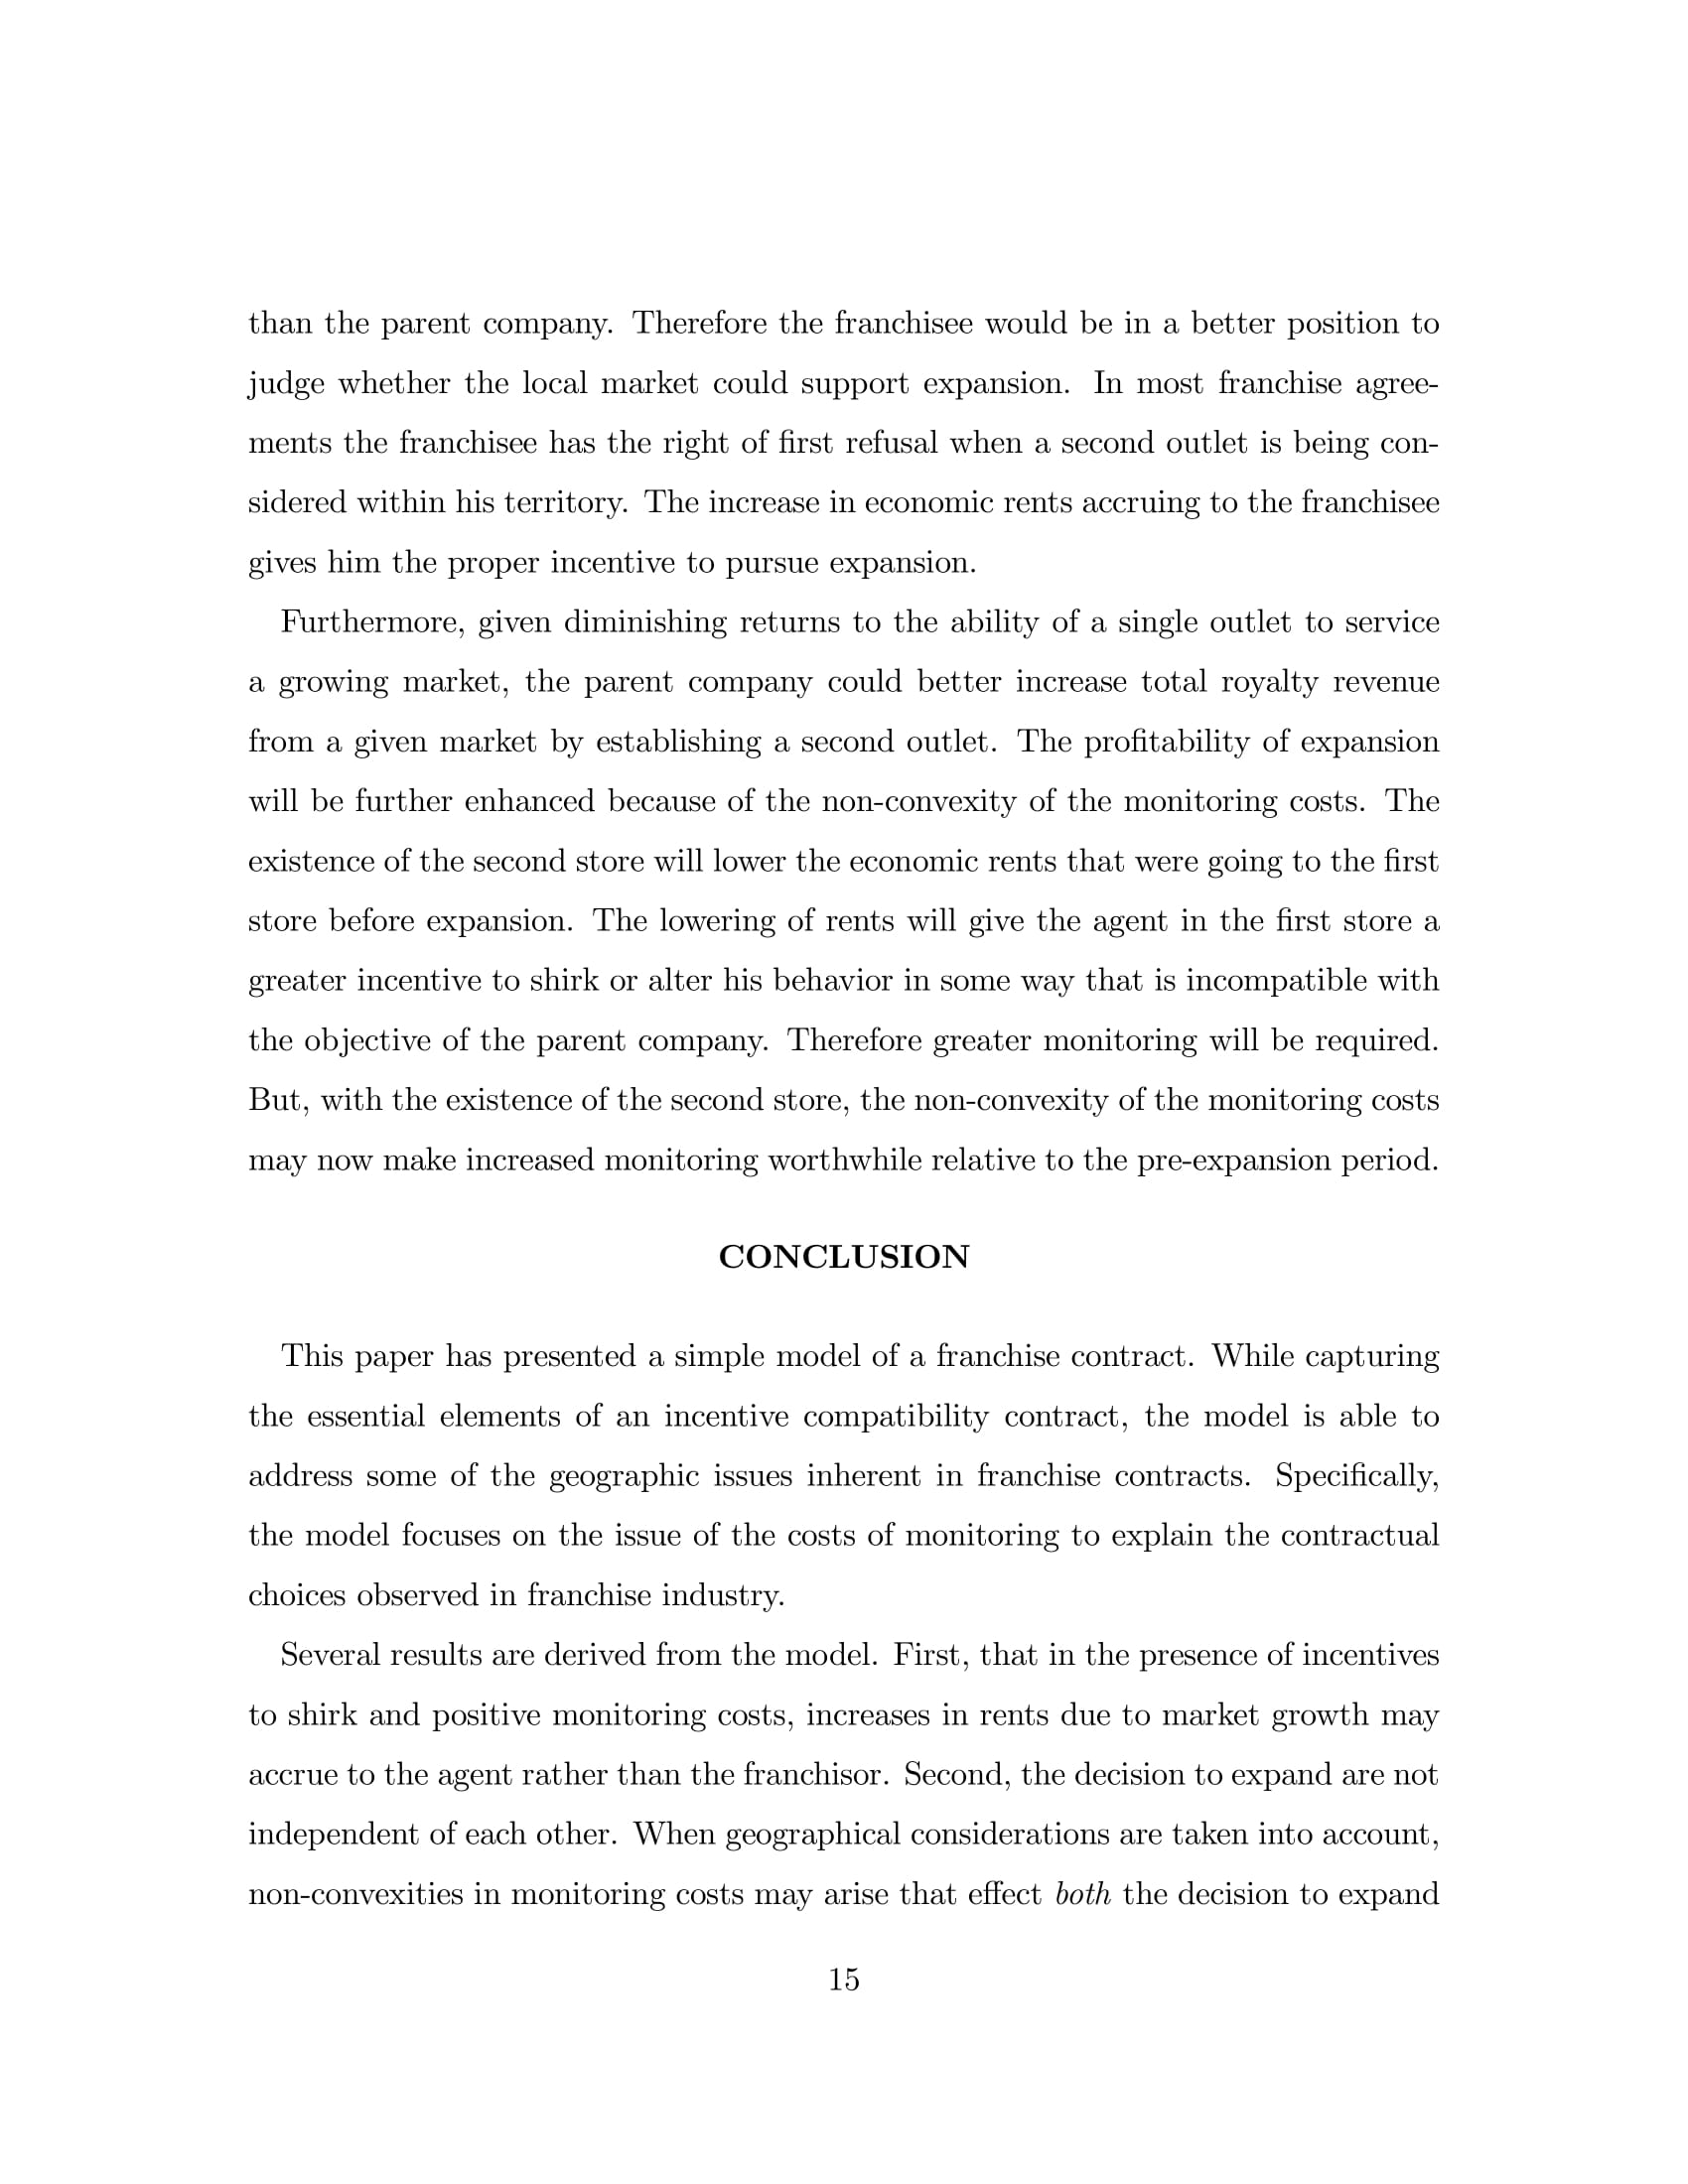 than the parent company. Therefore the franchisee would be in a better position to
judge whether the local market could support expansion. In most franchise agree-
ments the franchisee has the right of first refusal when a second outlet is being con-
sidered within his territory. The increase in economic rents accruing to the franchisee
gives him the proper incentive to pursue expansion.
Furthermore, given diminishing returns to the ability of a single outlet to service
a growing market, the parent company could better increase total royalty revenue
from a given market by establishing a second outlet. The profitability of expansion
will be further enhanced because of the non-convexity of the monitoring costs. The
existence of the second store will lower the economic rents that were going to the first
store before expansion. The lowering of rents will give the agent in the first store a
greater incentive to shirk or alter his behavior in some way that is incompatible with
the objective of the parent company. Therefore greater monitoring will be required.
But, with the existence of the second store, the non-convexity of the monitoring costs
may now make increased monitoring worthwhile relative to the pre-expansion period.
CONCLUSION
This paper has presented a simple model of a franchise contract. While capturing
the essential elements of an incentive compatibility contract, the model is able to
address some of the geographic issues inherent in franchise contracts. Specifically,
the model focuses on the issue of the costs of monitoring to explain the contractual
choices observed in franchise industry.
Several results are derived from the model. First, that in the presence of incentives
to shirk and positive monitoring costs, increases in rents due to market growth may
accrue to the agent rather than the franchisor. Second, the decision to expand are not
independent of each other. When geographical considerations are taken into account,
non-convexities in monitoring costs may arise that effect both the decision to expand
15